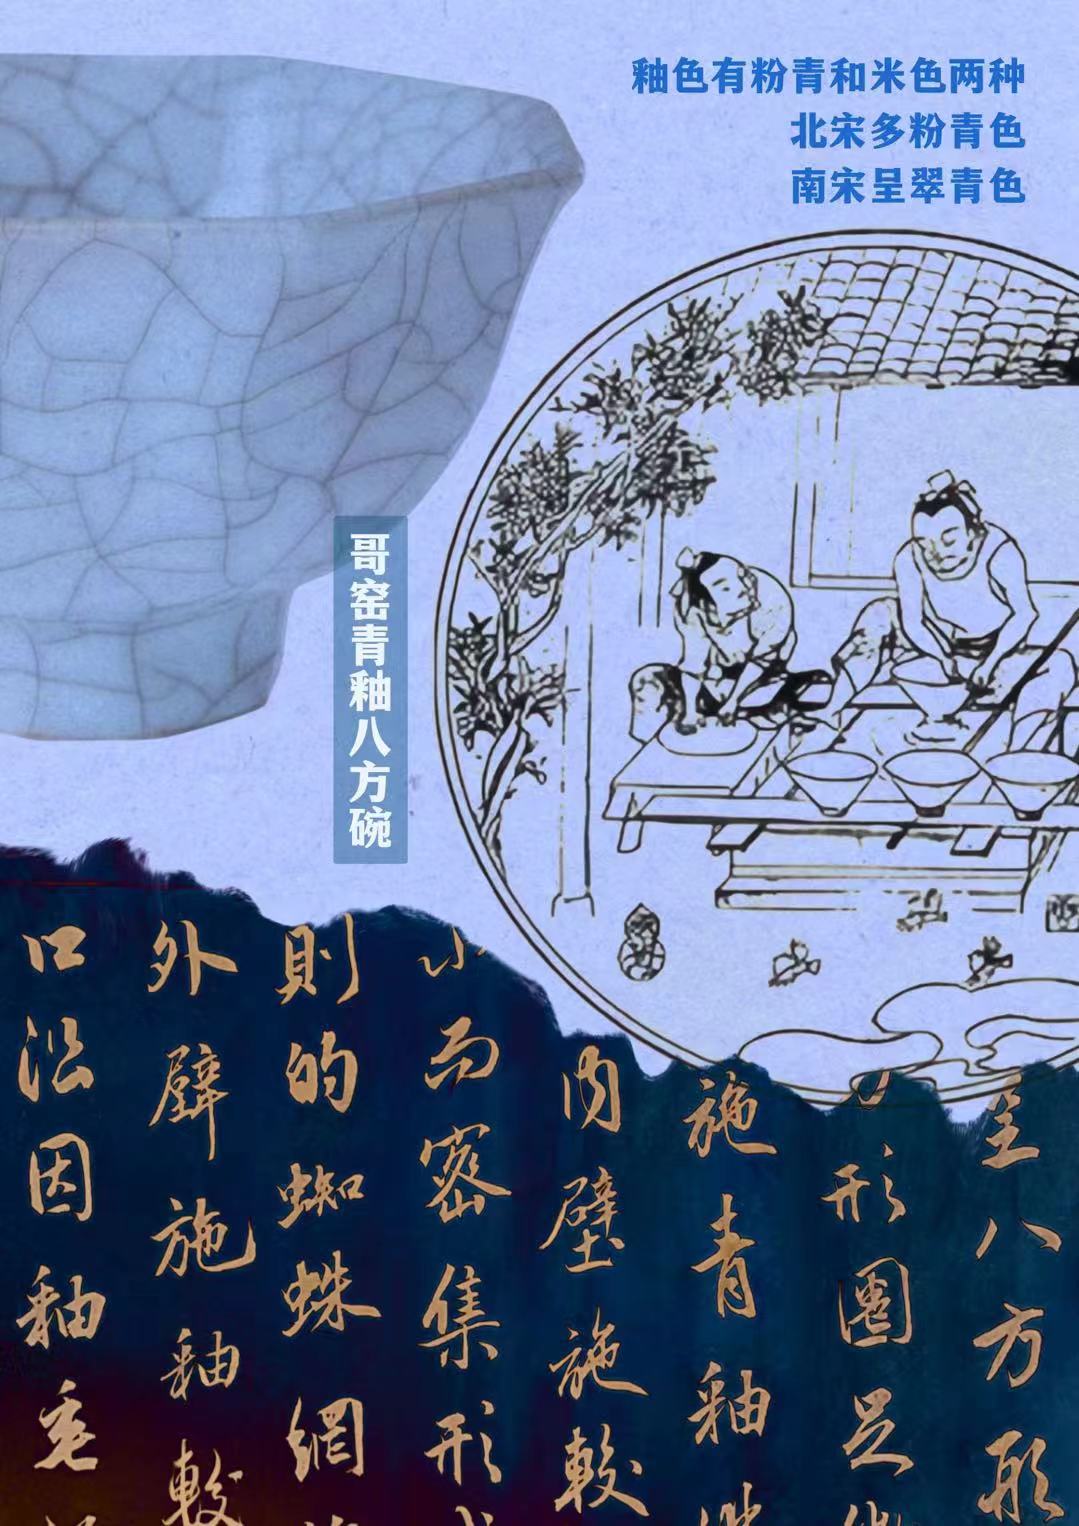 釉色有粉青和米色两种
北宋多粉青色
南宋呈翠青色
哥窑青釉八方碗
呈八方形
形圈足
施青釉
内壁施較
小而密集形
則的蜘蛛網
外壁施釉較
口沿因釉毛